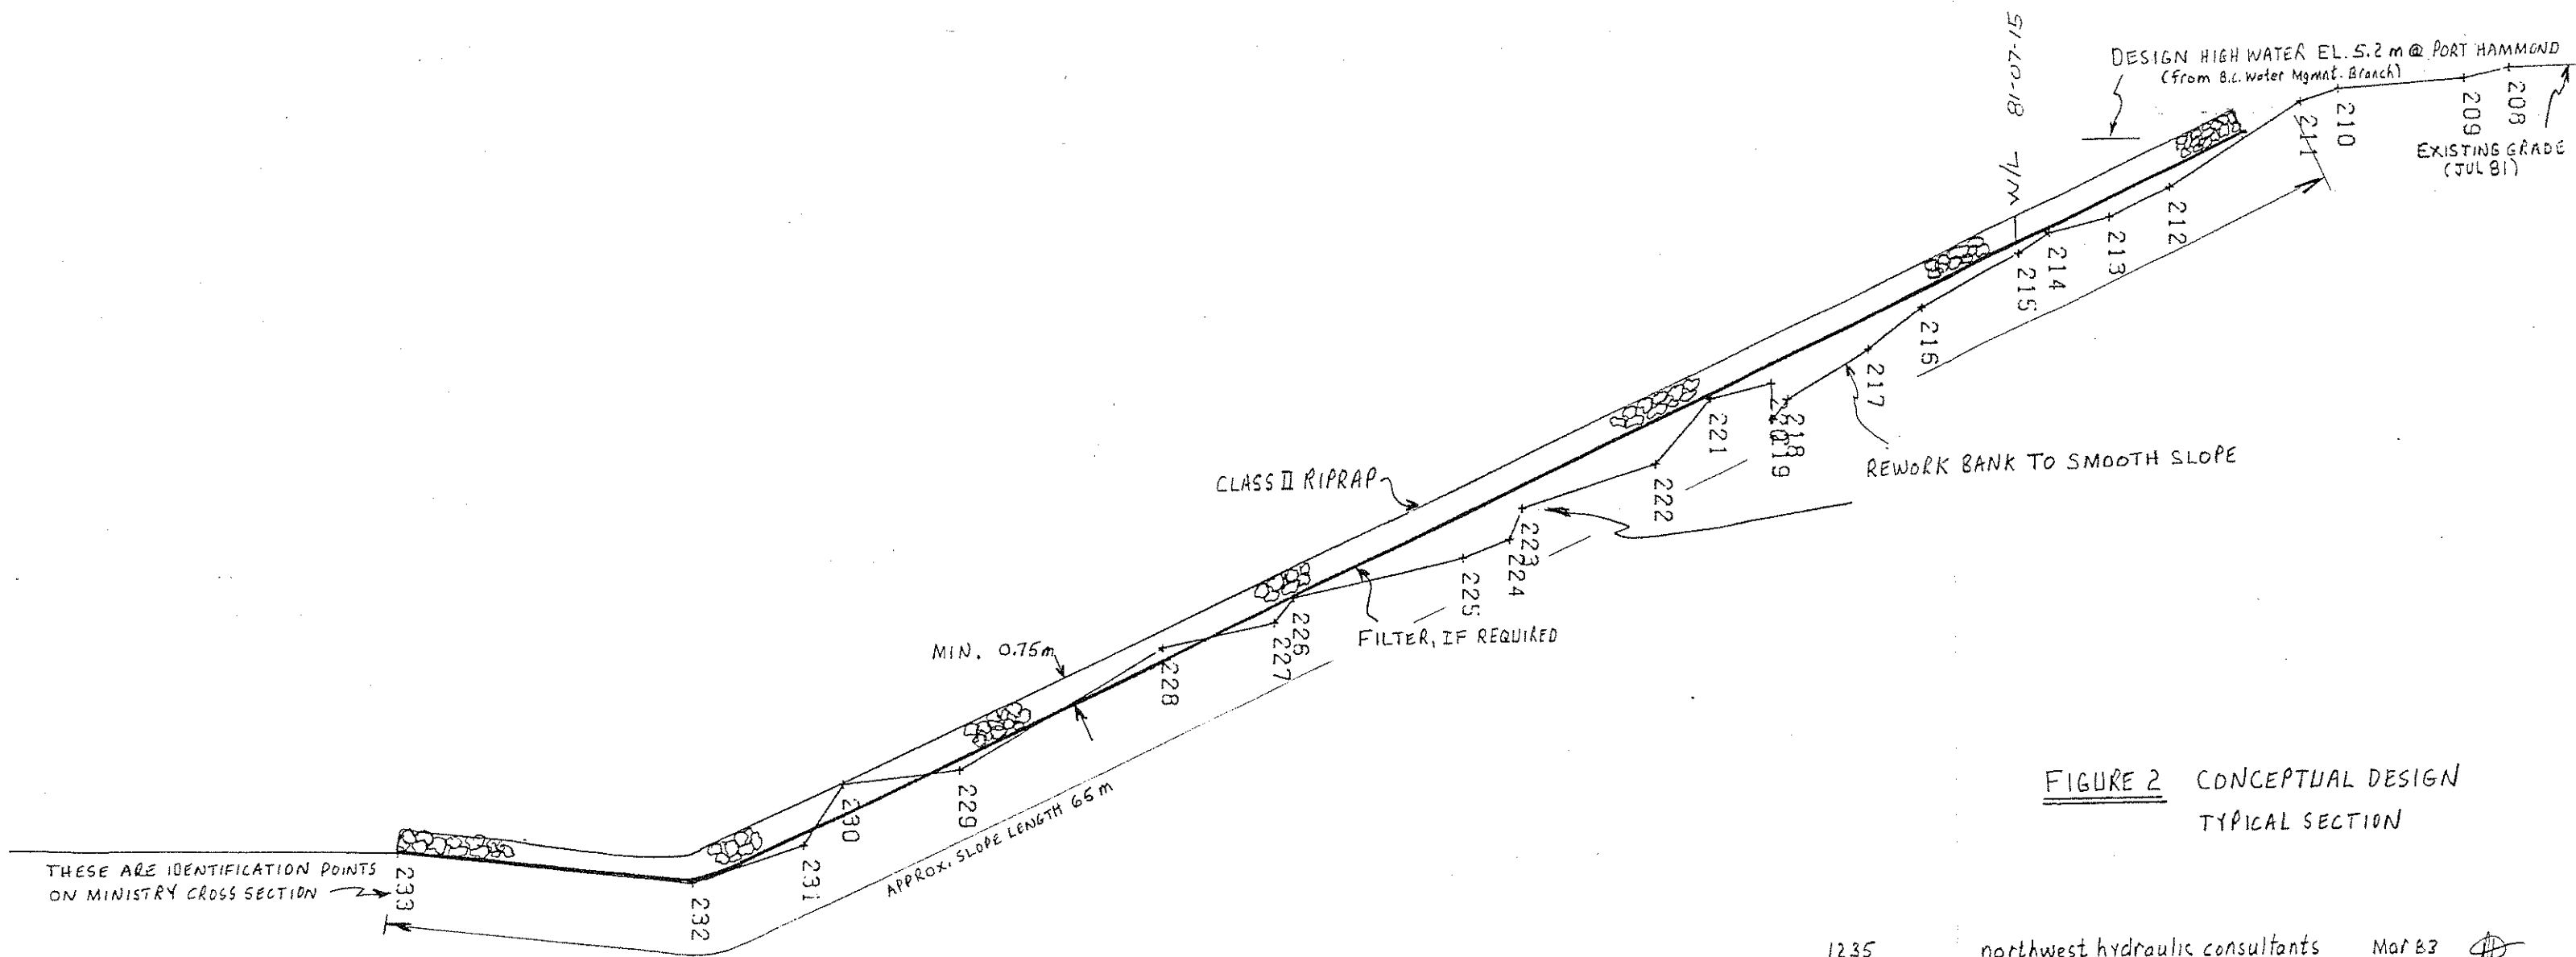 DESIGN HIGH WATER EL. 5.2 m @ PORT HAMMOND
(from B.C. Water Mgmnt. Branch)
W/L 81-07-15
208
209
210
211
EXISTING GRADE
(JUL 81)
212
213
214
215
216
217
218
219
221
222
223
224
225
226
227
228
229
230
231
232
233
REWORK BANK TO SMOOTH SLOPE
CLASS II RIPRAP
FILTER, IF REQUIRED
MIN. 0.75m
APPROX. SLOPE LENGTH 65 m
THESE ARE IDENTIFICATION POINTS
ON MINISTRY CROSS SECTION
FIGURE 2 CONCEPTUAL DESIGN
TYPICAL SECTION
1235 northwest hydraulic consultants Mar 83